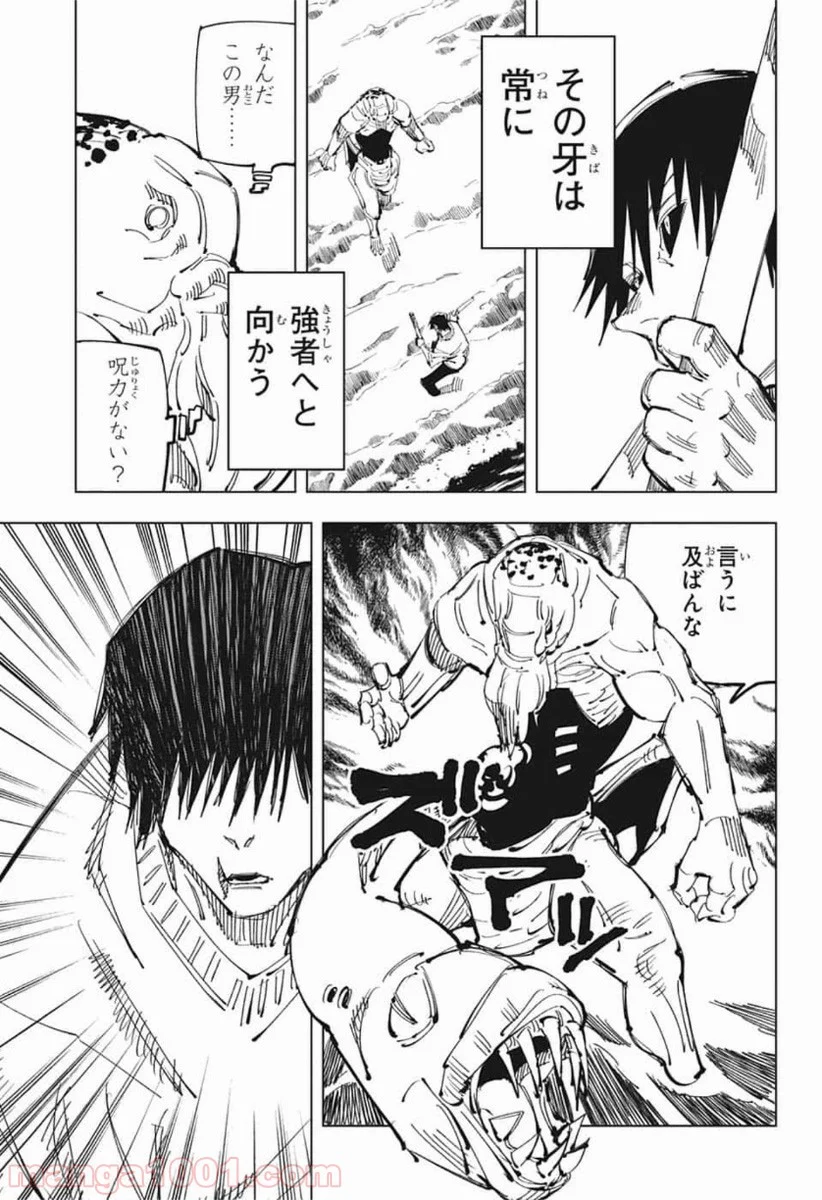 その牙は
常に
強者へと
向かう
なんだ
この男……
呪力がない？
言うに
及ばんな
ズズ
アッ
manga1001.com